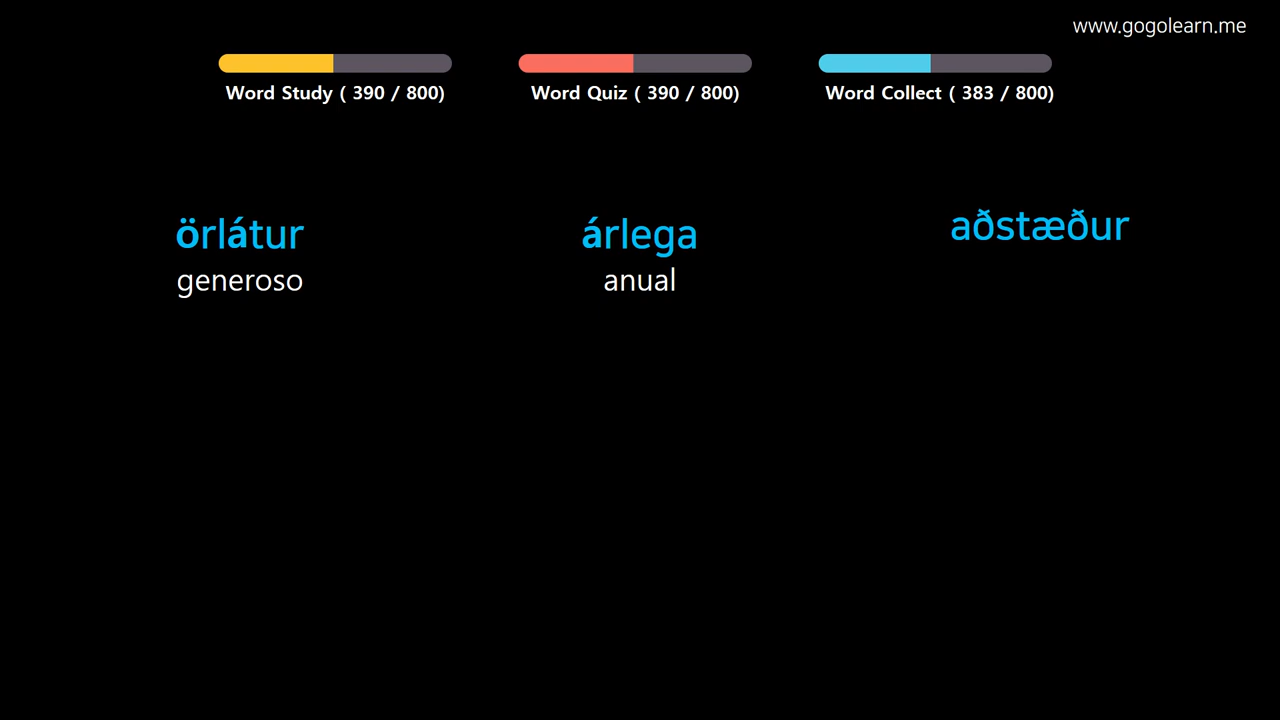 www.gogolearn.me
Word Study ( 390 / 800)
Word Quiz ( 390 / 800)
Word Collect ( 383 / 800)
örlátur
generoso
árlega
anual
aðstæður